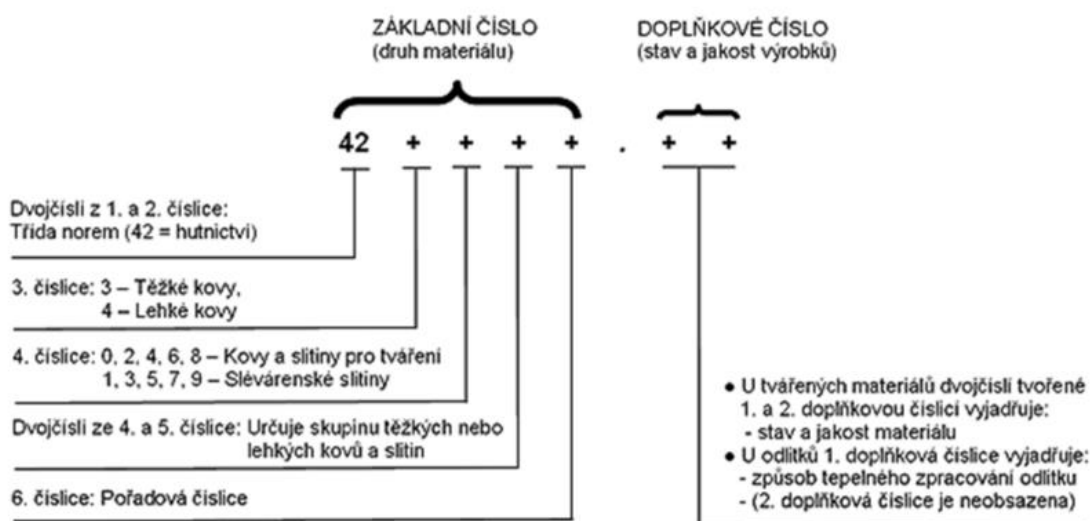 ZÁKLADNÍ ČÍSLO
(druh materiálu)
DOPLŇKOVÉ ČÍSLO
(stav a jakost výrobků)
42 + + + + . + +
Dvojčísli z 1. a 2. číslice:
Třída norem (42 = hutnictví)
3. číslice: 3 – Těžké kovy,
4 – Lehké kovy
4. číslice: 0, 2, 4, 6, 8 – Kovy a slitiny pro tváření
1, 3, 5, 7, 9 – Slévárenské slitiny
Dvojčísli ze 4. a 5. číslice: Určuje skupinu těžkých nebo
lehkých kovů a slitin
6. číslice: Pořadová číslice
● U tvářených materiálů dvojčíslí tvořené
1. a 2. doplňkovou číslicí vyjadřuje:
- stav a jakost materiálu
● U odlitků 1. doplňková číslice vyjadřuje:
- způsob tepelného zpracování odlitku
- (2. doplňková číslice je neobsazena)